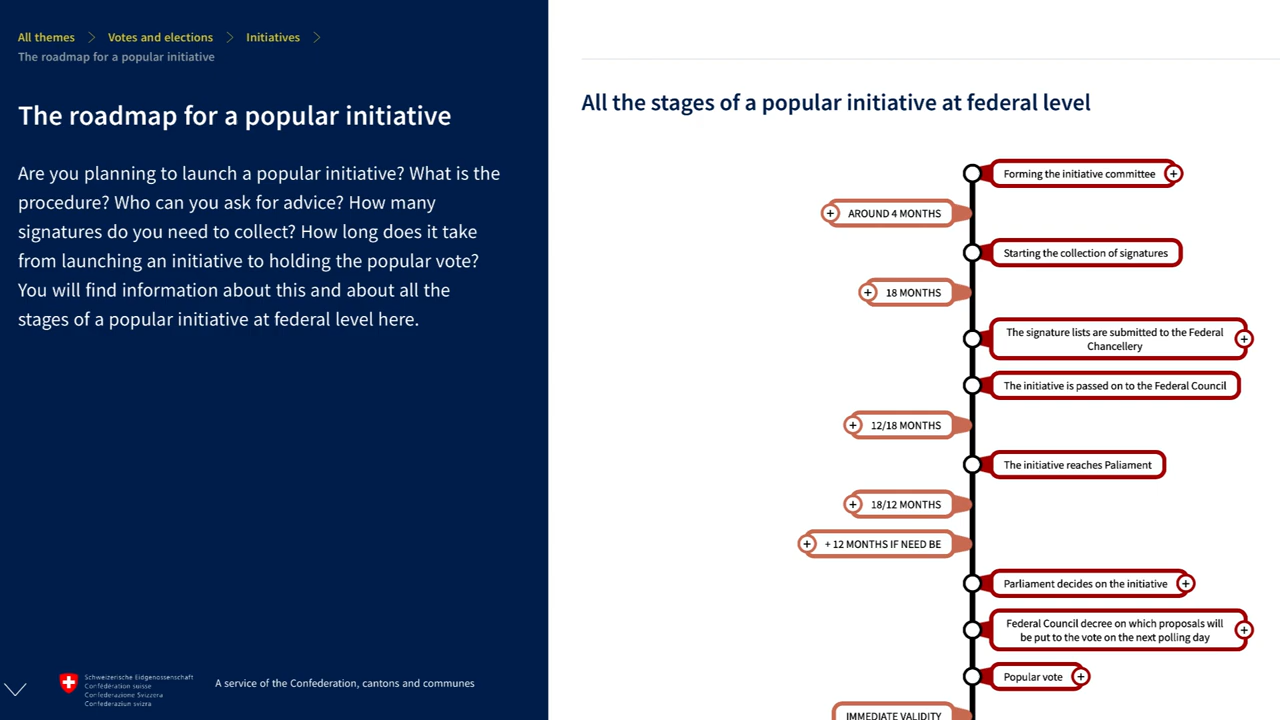 All themes
Votes and elections
Initiatives
The roadmap for a popular initiative
The roadmap for a popular initiative
Are you planning to launch a popular initiative? What is the
procedure? Who can you ask for advice? How many
signatures do you need to collect? How long does it take
from launching an initiative to holding the popular vote?
You will find information about this and about all the
stages of a popular initiative at federal level here.
Schweizerische Eidgenossenschaft
Confédération suisse
Confederazione Svizzera
Confederaziun svizra
A service of the Confederation, cantons and communes
All the stages of a popular initiative at federal level
Forming the initiative committee +
+ AROUND 4 MONTHS
Starting the collection of signatures
+ 18 MONTHS
The signature lists are submitted to the Federal
Chancellery +
The initiative is passed on to the Federal Council
+ 12/18 MONTHS
The initiative reaches Paliament
+ 18/12 MONTHS
+ + 12 MONTHS IF NEED BE
Parliament decides on the initiative +
Federal Council decree on which proposals will
be put to the vote on the next polling day +
Popular vote +
IMMEDIATE VALIDITY